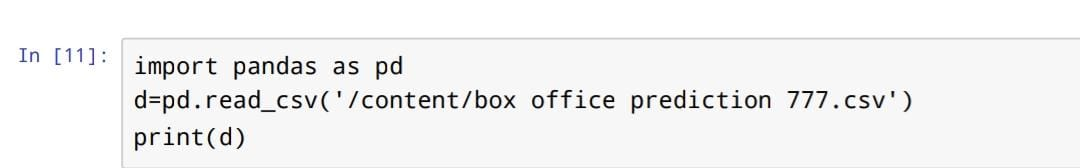 In [11]:
import pandas as pd
d=pd.read_csv('/content/box office prediction 777.csv')
print(d)